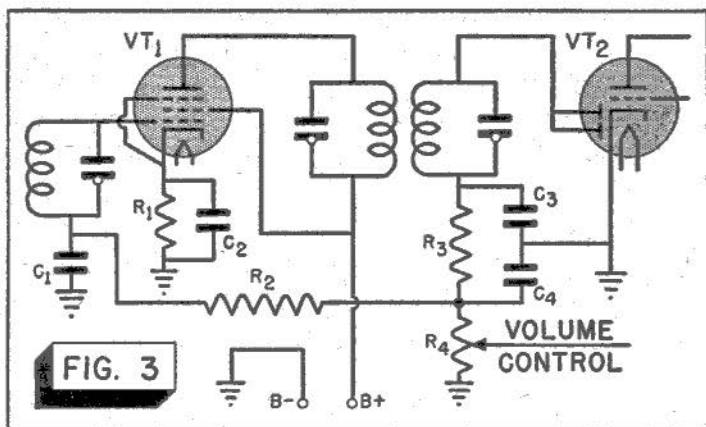 VT1
VT2
R1
C2
C1
R2
R3
C3
C4
R4
VOLUME
CONTROL
FIG. 3
B-
B+